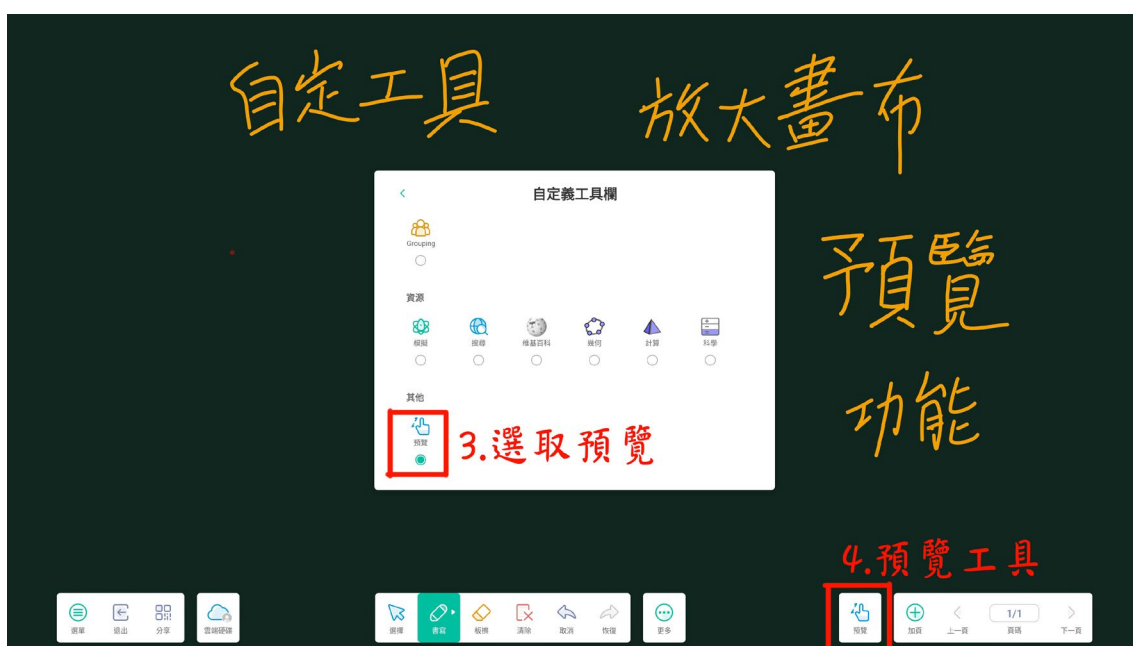 自定工具 放大畫布
自定義工具欄
Grouping
預覽
資源
模擬 搜尋 維基百科 幾何 計算 科學
功能
其他
預覽
3.選取預覽
4.預覽工具
選單 退出 分享 雲端硬碟 選擇 書寫 板擦 清除 取消 恢復 更多 預覽 加頁 上一頁 1/1 頁碼 下一頁